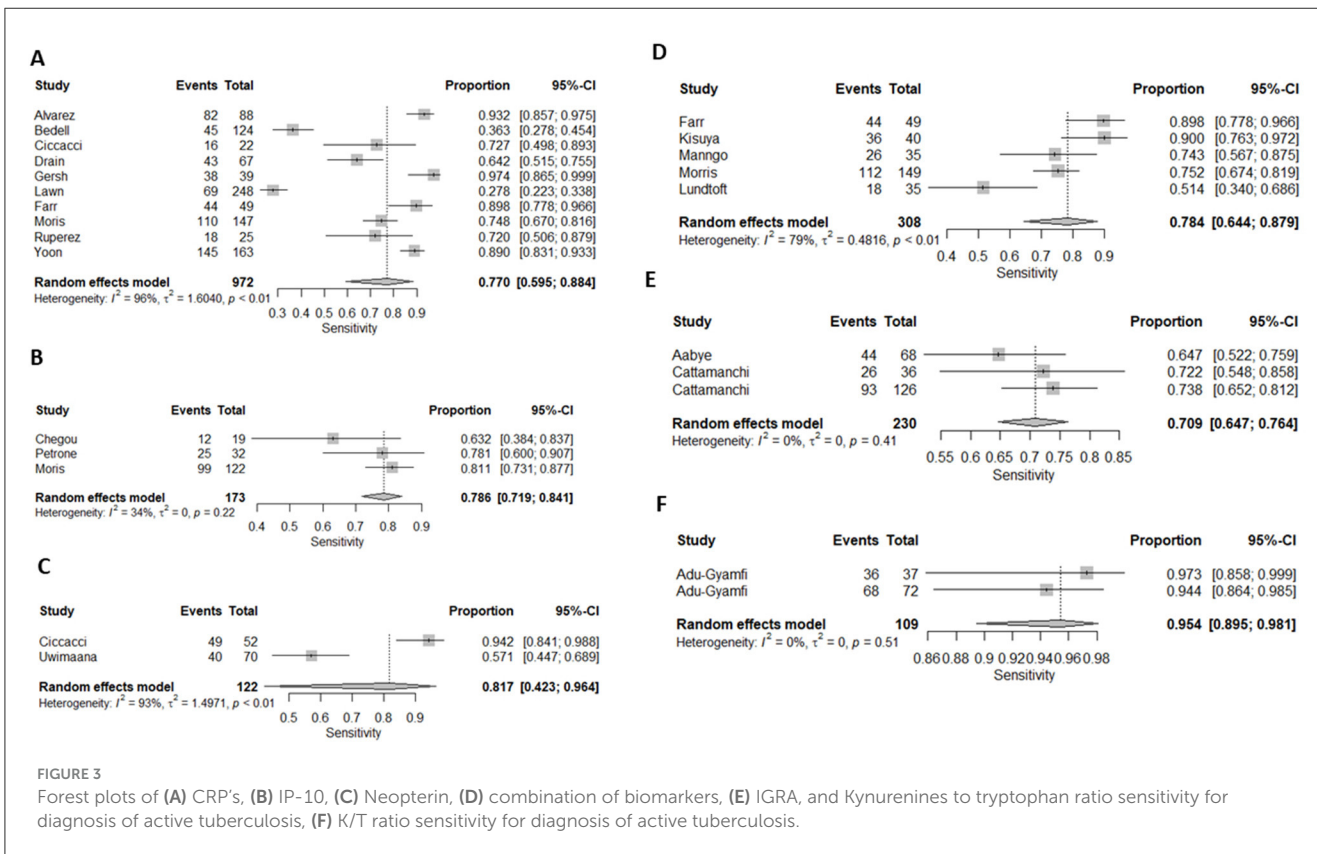 A
Study Events Total Proportion 95%-CI
Alvarez 82 88 0.932 [0.857; 0.975]
Bedell 45 124 0.363 [0.278; 0.454]
Ciccacci 16 22 0.727 [0.498; 0.893]
Drain 43 67 0.642 [0.515; 0.755]
Gersh 38 39 0.974 [0.865; 0.999]
Lawn 69 248 0.278 [0.223; 0.338]
Farr 44 49 0.898 [0.778; 0.966]
Moris 110 147 0.748 [0.670; 0.816]
Ruperez 18 25 0.720 [0.506; 0.879]
Yoon 145 163 0.890 [0.831; 0.933]
Random effects model 972 0.770 [0.595; 0.884]
Heterogeneity: I² = 96%, τ² = 1.6040, p < 0.01
0.3 0.4 0.5 0.6 0.7 0.8 0.9
Sensitivity
B
Study Events Total Proportion 95%-CI
Chegou 12 19 0.632 [0.384; 0.837]
Petrone 25 32 0.781 [0.600; 0.907]
Moris 99 122 0.811 [0.731; 0.877]
Random effects model 173 0.786 [0.719; 0.841]
Heterogeneity: I² = 34%, τ² = 0, p = 0.22
0.4 0.5 0.6 0.7 0.8 0.9
Sensitivity
C
Study Events Total Proportion 95%-CI
Ciccacci 49 52 0.942 [0.841; 0.988]
Uwimaana 40 70 0.571 [0.447; 0.689]
Random effects model 122 0.817 [0.423; 0.964]
Heterogeneity: I² = 93%, τ² = 1.4971, p < 0.01
0.5 0.6 0.7 0.8 0.9
Sensitivity
D
Study Events Total Proportion 95%-CI
Farr 44 49 0.898 [0.778; 0.966]
Kisuya 36 40 0.900 [0.763; 0.972]
Manngo 26 35 0.743 [0.567; 0.875]
Morris 112 149 0.752 [0.674; 0.819]
Lundtoft 18 35 0.514 [0.340; 0.686]
Random effects model 308 0.784 [0.644; 0.879]
Heterogeneity: I² = 79%, τ² = 0.4816, p < 0.01
0.4 0.5 0.6 0.7 0.8 0.9
Sensitivity
E
Study Events Total Proportion 95%-CI
Aabye 44 68 0.647 [0.522; 0.759]
Cattamanchi 26 36 0.722 [0.548; 0.858]
Cattamanchi 93 126 0.738 [0.652; 0.812]
Random effects model 230 0.709 [0.647; 0.764]
Heterogeneity: I² = 0%, τ² = 0, p = 0.41
0.55 0.6 0.65 0.7 0.75 0.8 0.85
Sensitivity
F
Study Events Total Proportion 95%-CI
Adu-Gyamfi 36 37 0.973 [0.858; 0.999]
Adu-Gyamfi 68 72 0.944 [0.864; 0.985]
Random effects model 109 0.954 [0.895; 0.981]
Heterogeneity: I² = 0%, τ² = 0, p = 0.51
0.86 0.88 0.9 0.92 0.94 0.96 0.98
Sensitivity
FIGURE 3
Forest plots of (A) CRP's, (B) IP-10, (C) Neopterin, (D) combination of biomarkers, (E) IGRA, and Kynurenines to tryptophan ratio sensitivity for
diagnosis of active tuberculosis, (F) K/T ratio sensitivity for diagnosis of active tuberculosis.